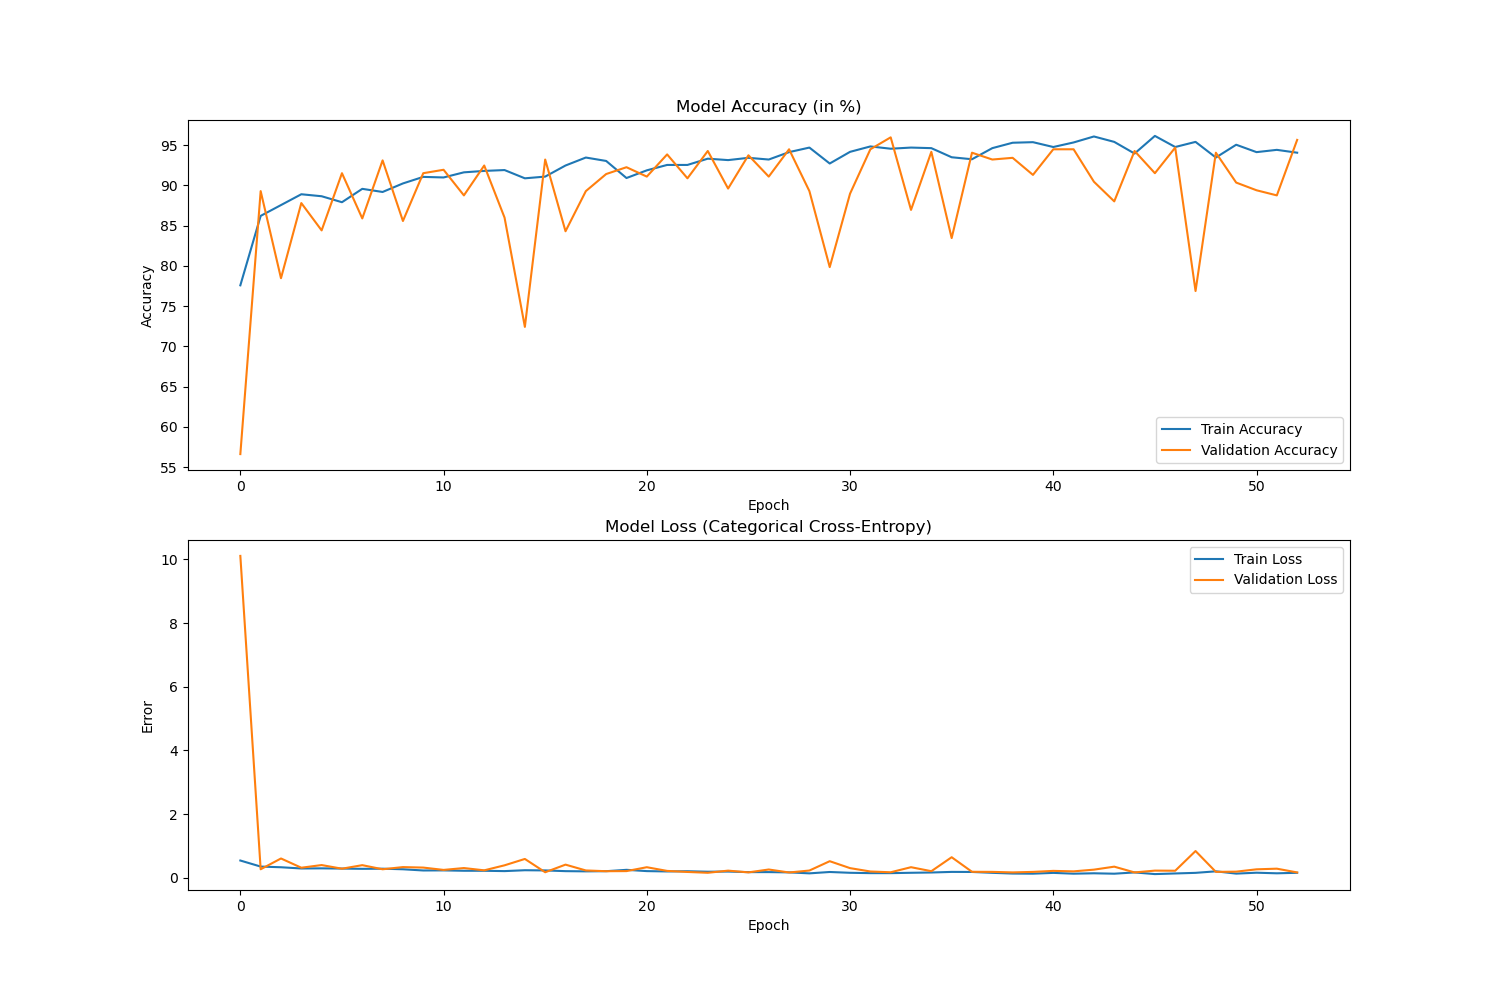 Model Accuracy (in %)
95
90
85
80
75
70
65
60
55
Accuracy
Train Accuracy
Validation Accuracy
0 10 20 30 40 50
Epoch
Model Loss (Categorical Cross-Entropy)
10
8
6
4
2
0
Error
Train Loss
Validation Loss
0 10 20 30 40 50
Epoch